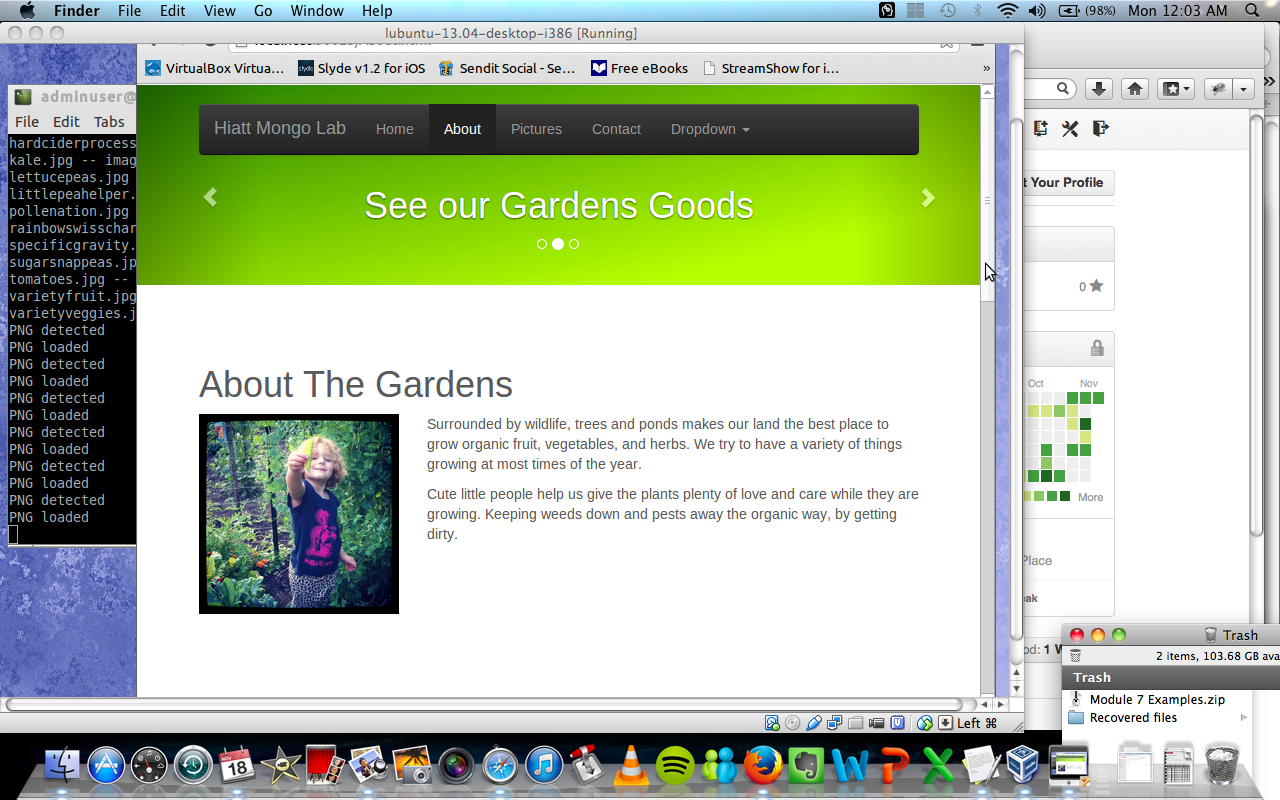 Finder File Edit View Go Window Help (98%) Mon 12:03 AM
lubuntu-13.04-desktop-i386 [Running]
VirtualBox Virtua... Slyde v1.2 for iOS Sendit Social - Se... Free eBooks StreamShow for i... »
adminuser@
File Edit Tabs
hardciderprocess
kale.jpg -- imag
lettucepeas.jpg
littlepeahelper.
pollenation.jpg
rainbowswisschar
specificgravity.
sugarsnappeas.jp
tomatoes.jpg --
varietyfruit.jpg
varietyveggies.j
PNG detected
PNG loaded
PNG detected
PNG loaded
PNG detected
PNG loaded
PNG detected
PNG loaded
PNG detected
PNG loaded
PNG detected
PNG loaded
Hiatt Mongo Lab Home About Pictures Contact Dropdown
See our Gardens Goods
About The Gardens
Surrounded by wildlife, trees and ponds makes our land the best place to
grow organic fruit, vegetables, and herbs. We try to have a variety of things
growing at most times of the year.
Cute little people help us give the plants plenty of love and care while they are
growing. Keeping weeds down and pests away the organic way, by getting
dirty.
t Your Profile
0
Oct Nov
More
Place
eak
od: 1 W
Trash
2 items, 103.68 GB ava
Trash
Module 7 Examples.zip
Recovered files
Left ⌘
NOV
18